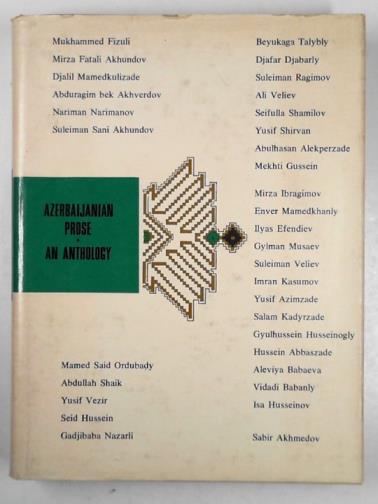 Mukhammed Fizuli
Mirza Fatali Akhundov
Djalil Mamedkulizade
Abduragim bek Akhverdov
Nariman Narimanov
Suleiman Sani Akhundov
AZERBAIJANIAN
PROSE
•
AN ANTHOLOGY
Mamed Said Ordubady
Abdullah Shaik
Yusif Vezir
Seid Hussein
Gadjibaba Nazarli
Beyukaga Talybly
Djafar Djabarly
Suleiman Ragimov
Ali Veliev
Seifulla Shamilov
Yusif Shirvan
Abulhasan Alekperzade
Mekhti Gussein
Mirza Ibragimov
Enver Mamedkhanly
Ilyas Efendiev
Gylman Musaev
Suleiman Veliev
Imran Kasumov
Yusif Azimzade
Salam Kadyrzade
Gyulhussein Husseinogly
Hussein Abbaszade
Aleviya Babaeva
Vidadi Babanly
Isa Husseinov
Sabir Akhmedov